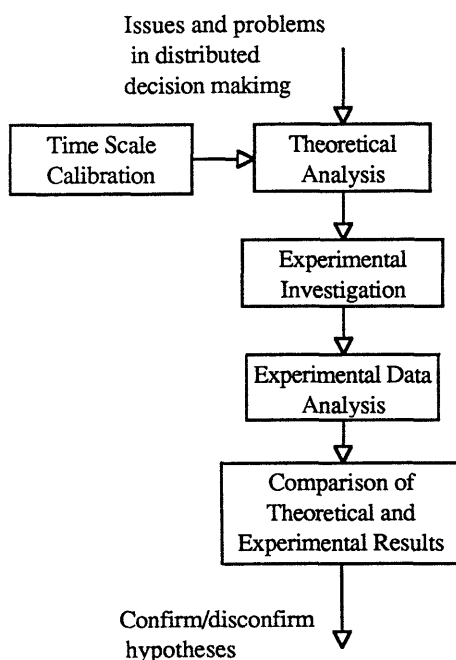 Issues and problems
in distributed
decision makimg
Time Scale
Calibration
Theoretical
Analysis
Experimental
Investigation
Experimental Data
Analysis
Comparison of
Theoretical and
Experimental Results
Confirm/disconfirm
hypotheses